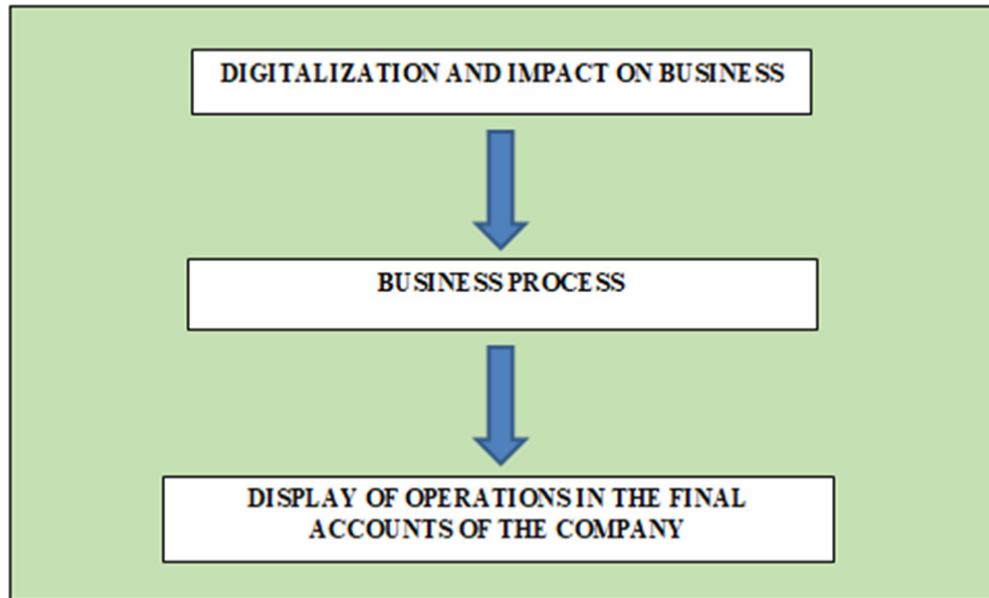 DIGITALIZATION AND IMPACT ON BUSINESS
BUSINESS PROCESS
DISPLAY OF OPERATIONS IN THE FINAL
ACCOUNTS OF THE COMPANY